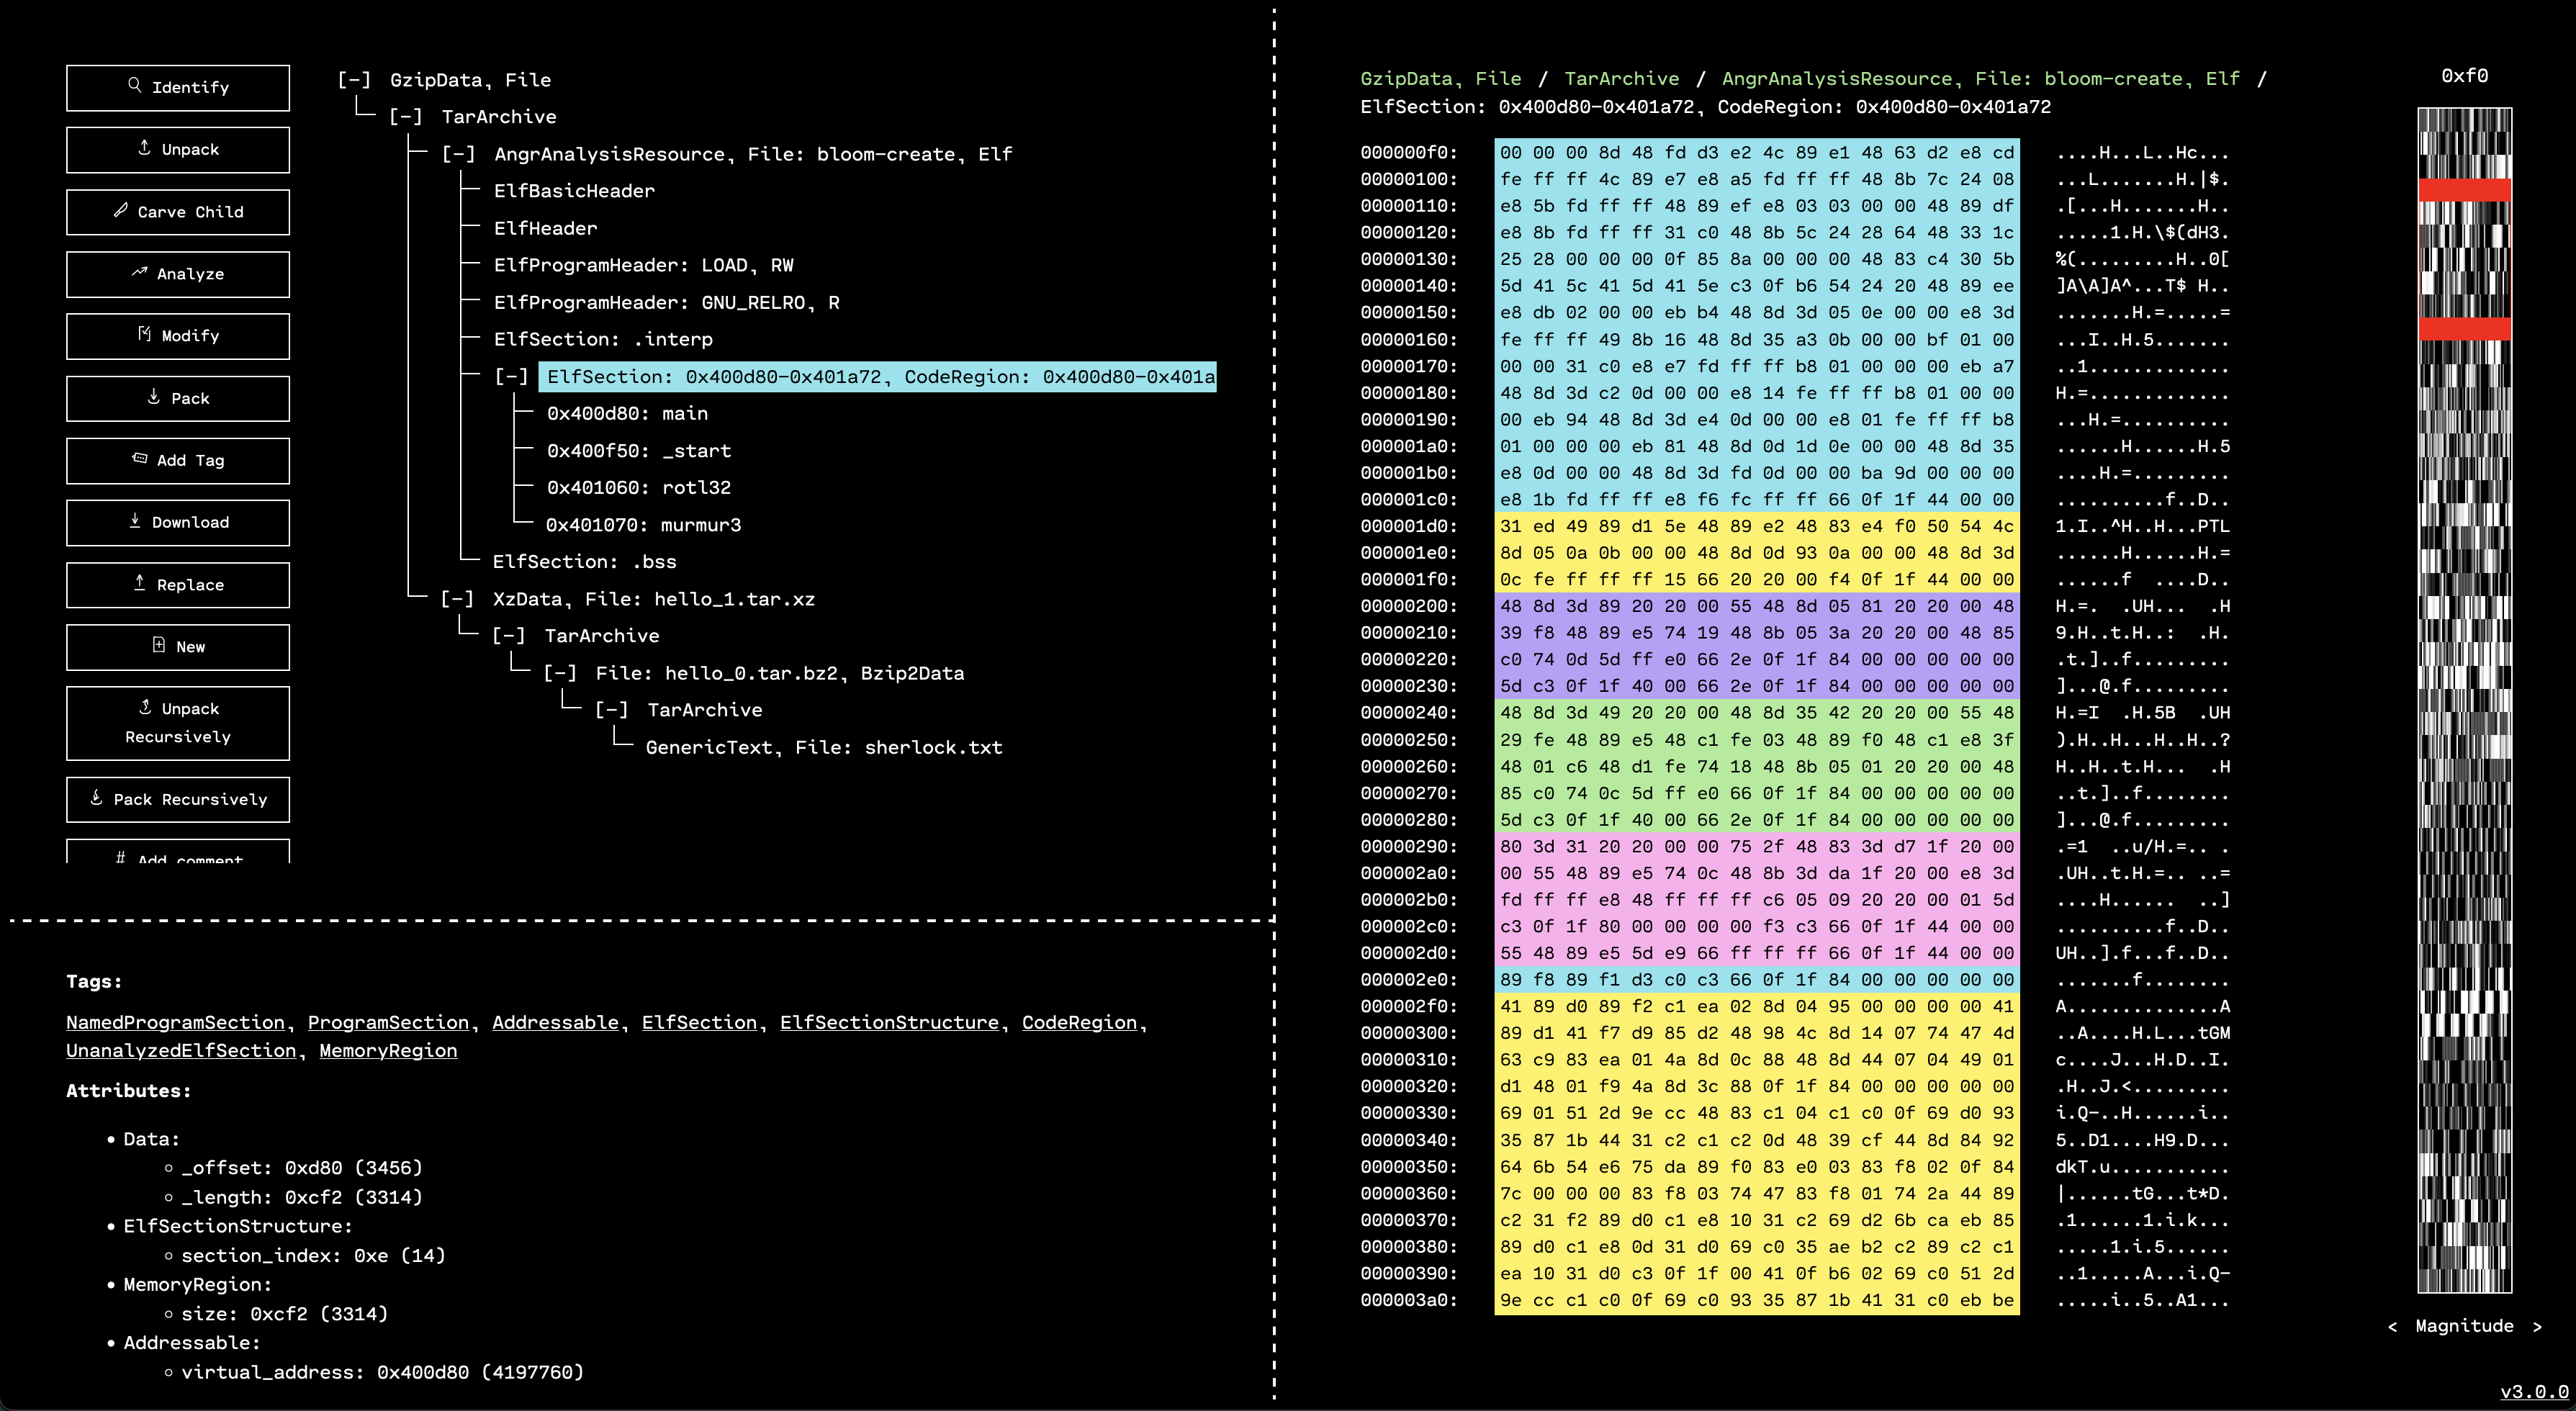 Identify
Unpack
Carve Child
Analyze
Modify
Pack
Add Tag
Download
Replace
New
Unpack
Recursively
Pack Recursively
# Add comment
[-] GzipData, File
[-] TarArchive
[-] AngrAnalysisResource, File: bloom-create, Elf
ElfBasicHeader
ElfHeader
ElfProgramHeader: LOAD, RW
ElfProgramHeader: GNU_RELRO, R
ElfSection: .interp
[-] ElfSection: 0x400d80-0x401a72, CodeRegion: 0x400d80-0x401a
0x400d80: main
0x400f50: _start
0x401060: rotl32
0x401070: murmur3
ElfSection: .bss
[-] XzData, File: hello_1.tar.xz
[-] TarArchive
[-] File: hello_0.tar.bz2, Bzip2Data
[-] TarArchive
GenericText, File: sherlock.txt
Tags:
NamedProgramSection, ProgramSection, Addressable, ElfSection, ElfSectionStructure, CodeRegion,
UnanalyzedElfSection, MemoryRegion
Attributes:
• Data:
◦ _offset: 0xd80 (3456)
◦ _length: 0xcf2 (3314)
• ElfSectionStructure:
◦ section_index: 0xe (14)
• MemoryRegion:
◦ size: 0xcf2 (3314)
• Addressable:
◦ virtual_address: 0x400d80 (4197760)
GzipData, File / TarArchive / AngrAnalysisResource, File: bloom-create, Elf /
ElfSection: 0x400d80-0x401a72, CodeRegion: 0x400d80-0x401a72
000000f0: 00 00 00 8d 48 fd d3 e2 4c 89 e1 48 63 d2 e8 cd ....H...L..Hc...
00000100: fe ff ff 4c 89 e7 e8 a5 fd ff ff 48 8b 7c 24 08 ...L.......H.|$.
00000110: e8 5b fd ff ff 48 89 ef e8 03 03 00 00 48 89 df .[...H.......H..
00000120: e8 8b fd ff ff 31 c0 48 8b 5c 24 28 64 48 33 1c .....1.H.\$(dH3.
00000130: 25 28 00 00 00 0f 85 8a 00 00 00 48 83 c4 30 5b %(.........H..0[
00000140: 5d 41 5c 41 5d 41 5e c3 0f b6 54 24 20 48 89 ee ]A\A]A^...T$ H..
00000150: e8 db 02 00 00 eb b4 48 8d 3d 05 0e 00 00 e8 3d .......H.=.....=
00000160: fe ff ff 49 8b 16 48 8d 35 a3 0b 00 00 bf 01 00 ...I..H.5.......
00000170: 00 00 31 c0 e8 e7 fd ff ff b8 01 00 00 00 eb a7 ..1.............
00000180: 48 8d 3d c2 0d 00 00 e8 14 fe ff ff b8 01 00 00 H.=.............
00000190: 00 eb 94 48 8d 3d e4 0d 00 00 e8 01 fe ff ff b8 ...H.=..........
000001a0: 01 00 00 00 eb 81 48 8d 0d 1d 0e 00 00 48 8d 35 ......H......H.5
000001b0: e8 0d 00 00 48 8d 3d fd 0d 00 00 ba 9d 00 00 00 ....H.=.........
000001c0: e8 1b fd ff ff e8 f6 fc ff ff 66 0f 1f 44 00 00 ..........f..D..
000001d0: 31 ed 49 89 d1 5e 48 89 e2 48 83 e4 f0 50 54 4c 1.I..^H..H...PTL
000001e0: 8d 05 0a 0b 00 00 48 8d 0d 93 0a 00 00 48 8d 3d ......H......H.=
000001f0: 0c fe ff ff ff 15 66 20 20 00 f4 0f 1f 44 00 00 ......f  ....D..
00000200: 48 8d 3d 89 20 20 00 55 48 8d 05 81 20 20 00 48 H.=.  .UH...  .H
00000210: 39 f8 48 89 e5 74 19 48 8b 05 3a 20 20 00 48 85 9.H..t.H..:  .H.
00000220: c0 74 0d 5d ff e0 66 2e 0f 1f 84 00 00 00 00 00 .t.]..f.........
00000230: 5d c3 0f 1f 40 00 66 2e 0f 1f 84 00 00 00 00 00 ]...@.f.........
00000240: 48 8d 3d 49 20 20 00 48 8d 35 42 20 20 00 55 48 H.=I  .H.5B  .UH
00000250: 29 fe 48 89 e5 48 c1 fe 03 48 89 f0 48 c1 e8 3f ).H..H...H..H..?
00000260: 48 01 c6 48 d1 fe 74 18 48 8b 05 01 20 20 00 48 H..H..t.H...  .H
00000270: 85 c0 74 0c 5d ff e0 66 0f 1f 84 00 00 00 00 00 ..t.]..f........
00000280: 5d c3 0f 1f 40 00 66 2e 0f 1f 84 00 00 00 00 00 ]...@.f.........
00000290: 80 3d 31 20 20 00 00 75 2f 48 83 3d d7 1f 20 00 .=1  ..u/H.=.. .
000002a0: 00 55 48 89 e5 74 0c 48 8b 3d da 1f 20 00 e8 3d .UH..t.H.=.. ..=
000002b0: fd ff ff e8 48 ff ff ff c6 05 09 20 20 00 01 5d ....H......  ..]
000002c0: c3 0f 1f 80 00 00 00 00 f3 c3 66 0f 1f 44 00 00 ..........f..D..
000002d0: 55 48 89 e5 5d e9 66 ff ff ff 66 0f 1f 44 00 00 UH..].f...f..D..
000002e0: 89 f8 89 f1 d3 c0 c3 66 0f 1f 84 00 00 00 00 00 .......f........
000002f0: 41 89 d0 89 f2 c1 ea 02 8d 04 95 00 00 00 00 41 A..............A
00000300: 89 d1 41 f7 d9 85 d2 48 98 4c 8d 14 07 74 47 4d ..A....H.L...tGM
00000310: 63 c9 83 ea 01 4a 8d 0c 88 48 8d 44 07 04 49 01 c....J...H.D..I.
00000320: d1 48 01 f9 4a 8d 3c 88 0f 1f 84 00 00 00 00 00 .H..J.<.........
00000330: 69 01 51 2d 9e cc 48 83 c1 04 c1 c0 0f 69 d0 93 i.Q-..H......i..
00000340: 35 87 1b 44 31 c2 c1 c2 0d 48 39 cf 44 8d 84 92 5..D1....H9.D...
00000350: 64 6b 54 e6 75 da 89 f0 83 e0 03 83 f8 02 0f 84 dkT.u...........
00000360: 7c 00 00 00 83 f8 03 74 47 83 f8 01 74 2a 44 89 |......tG...t*D.
00000370: c2 31 f2 89 d0 c1 e8 10 31 c2 69 d2 6b ca eb 85 .1......1.i.k...
00000380: 89 d0 c1 e8 0d 31 d0 69 c0 35 ae b2 c2 89 c2 c1 .....1.i.5......
00000390: ea 10 31 d0 c3 0f 1f 00 41 0f b6 02 69 c0 51 2d ..1.....A...i.Q-
000003a0: 9e cc c1 c0 0f 69 c0 93 35 87 1b 41 31 c0 eb be .....i..5..A1...
0xf0
< Magnitude >
v3.0.0